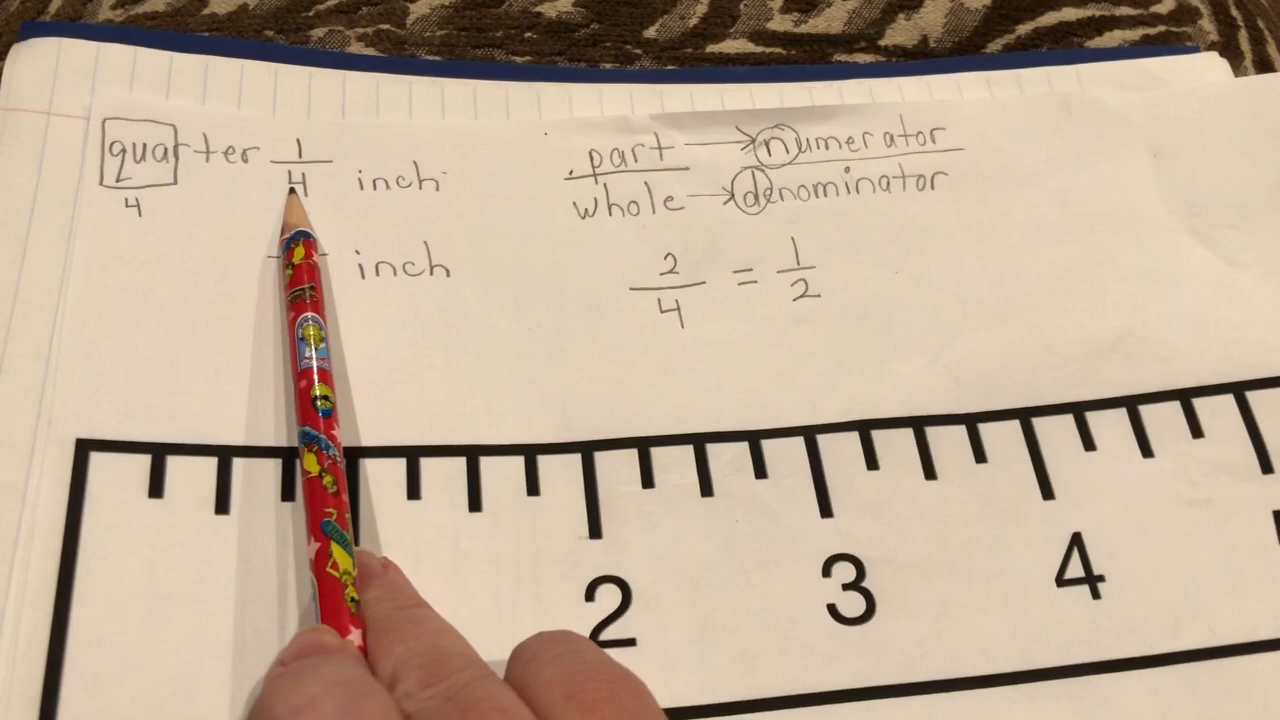 quarter 1/4 inch
4
inch
part → numerator
whole → denominator
2/4 = 1/2
2 3 4